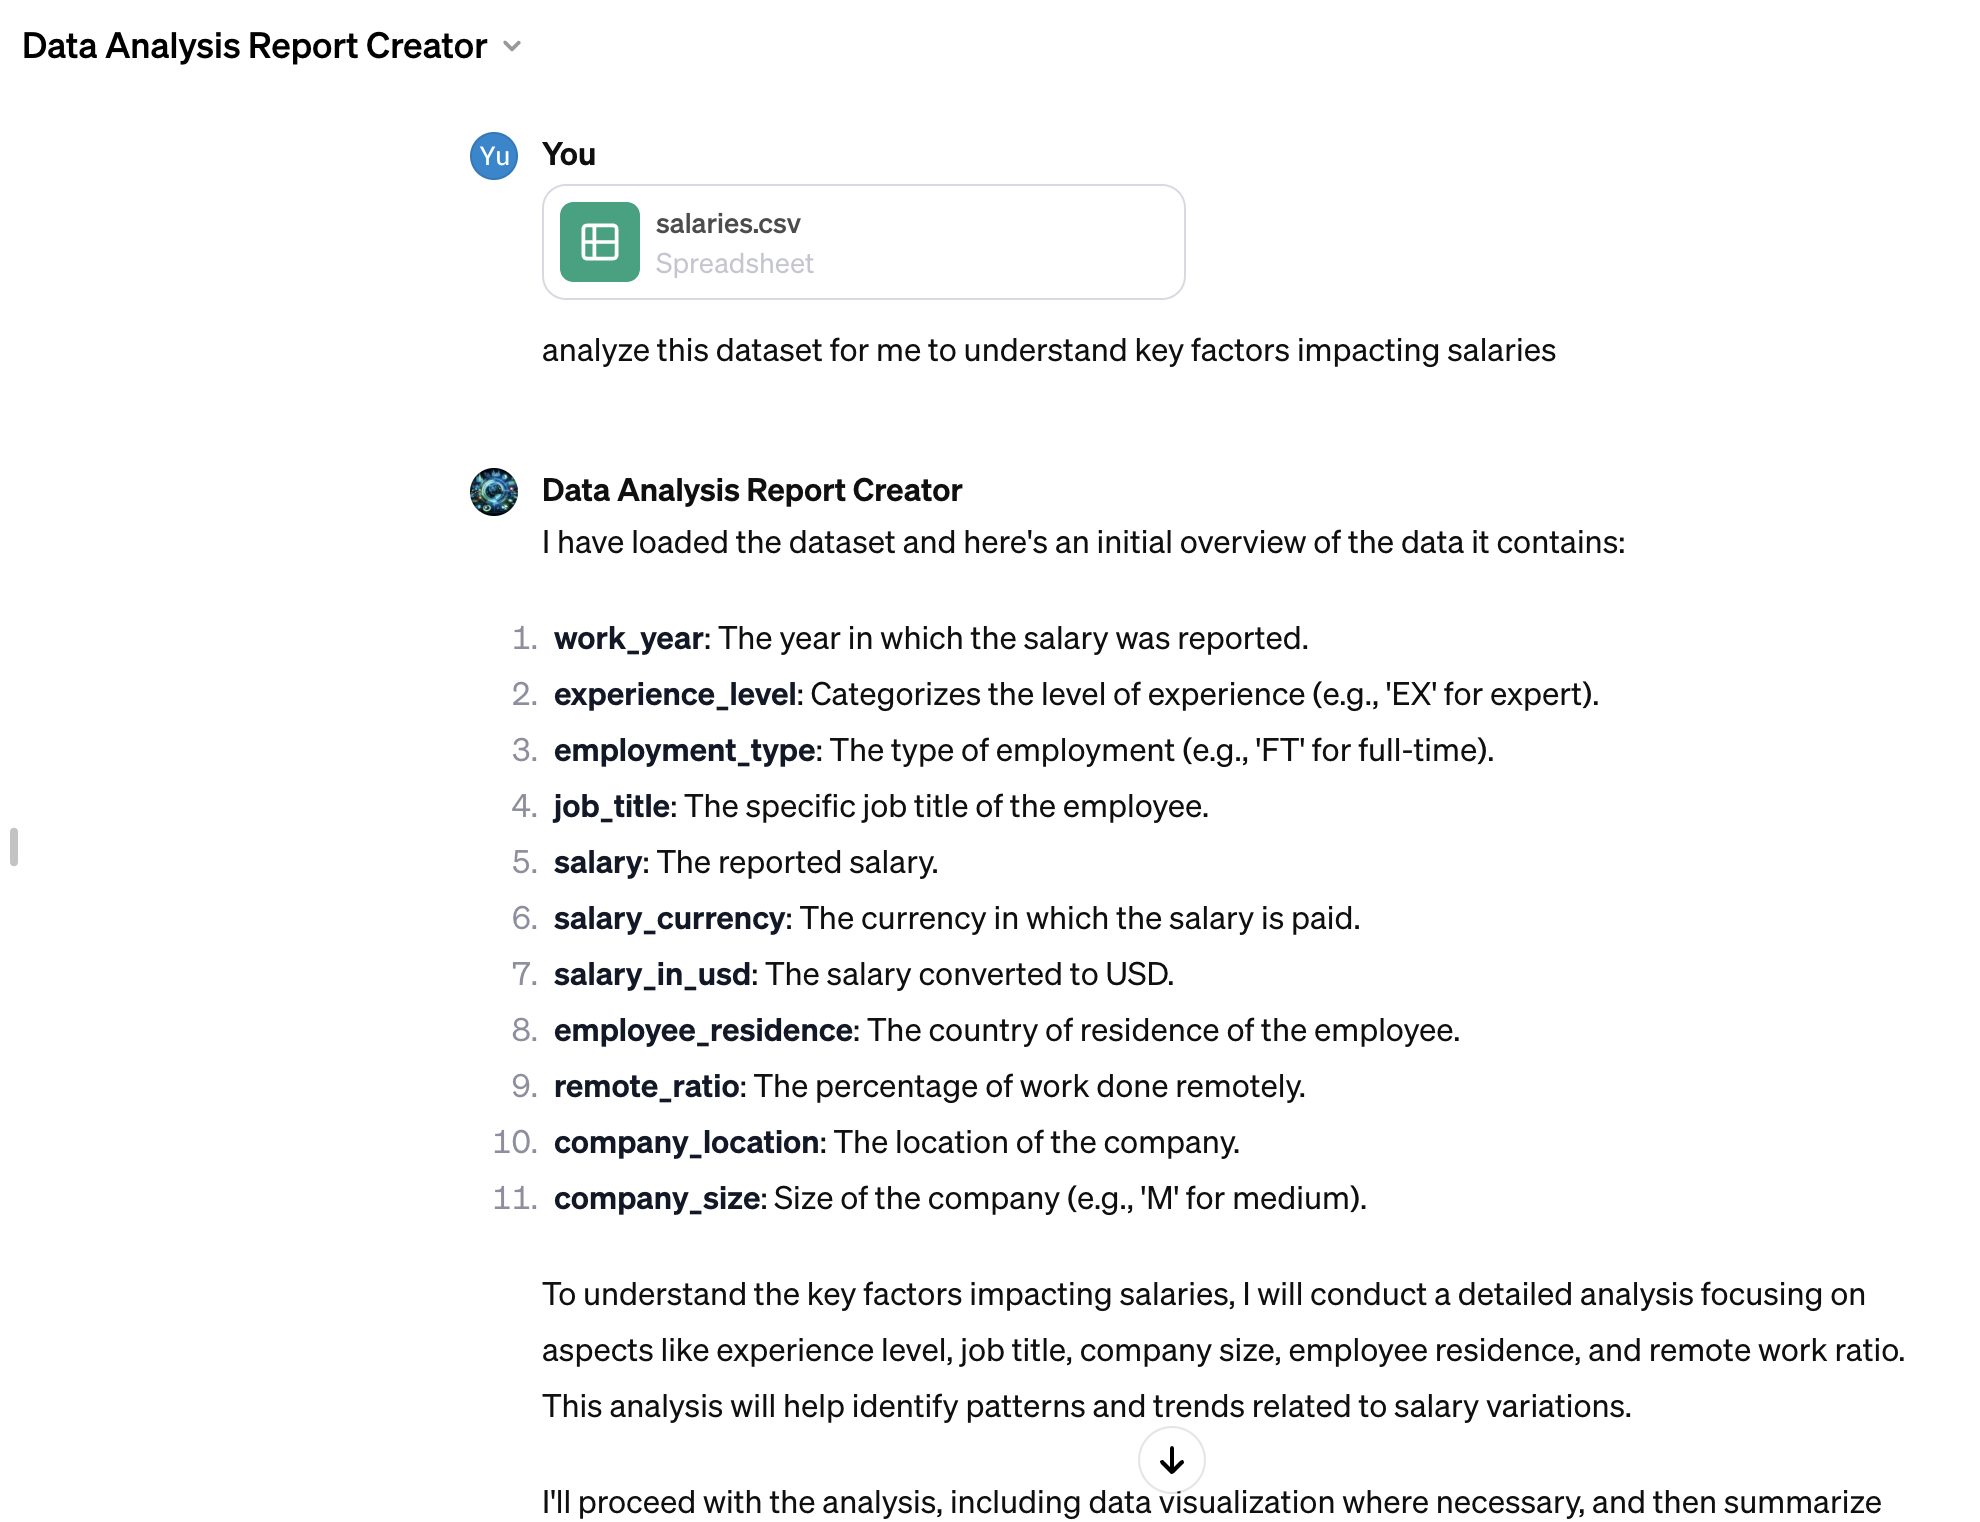 Data Analysis Report Creator
Yu
You
salaries.csv
Spreadsheet
analyze this dataset for me to understand key factors impacting salaries
Data Analysis Report Creator
I have loaded the dataset and here's an initial overview of the data it contains:
1. work_year: The year in which the salary was reported.
2. experience_level: Categorizes the level of experience (e.g., 'EX' for expert).
3. employment_type: The type of employment (e.g., 'FT' for full-time).
4. job_title: The specific job title of the employee.
5. salary: The reported salary.
6. salary_currency: The currency in which the salary is paid.
7. salary_in_usd: The salary converted to USD.
8. employee_residence: The country of residence of the employee.
9. remote_ratio: The percentage of work done remotely.
10. company_location: The location of the company.
11. company_size: Size of the company (e.g., 'M' for medium).
To understand the key factors impacting salaries, I will conduct a detailed analysis focusing on
aspects like experience level, job title, company size, employee residence, and remote work ratio.
This analysis will help identify patterns and trends related to salary variations.
I'll proceed with the analysis, including data visualization where necessary, and then summarize